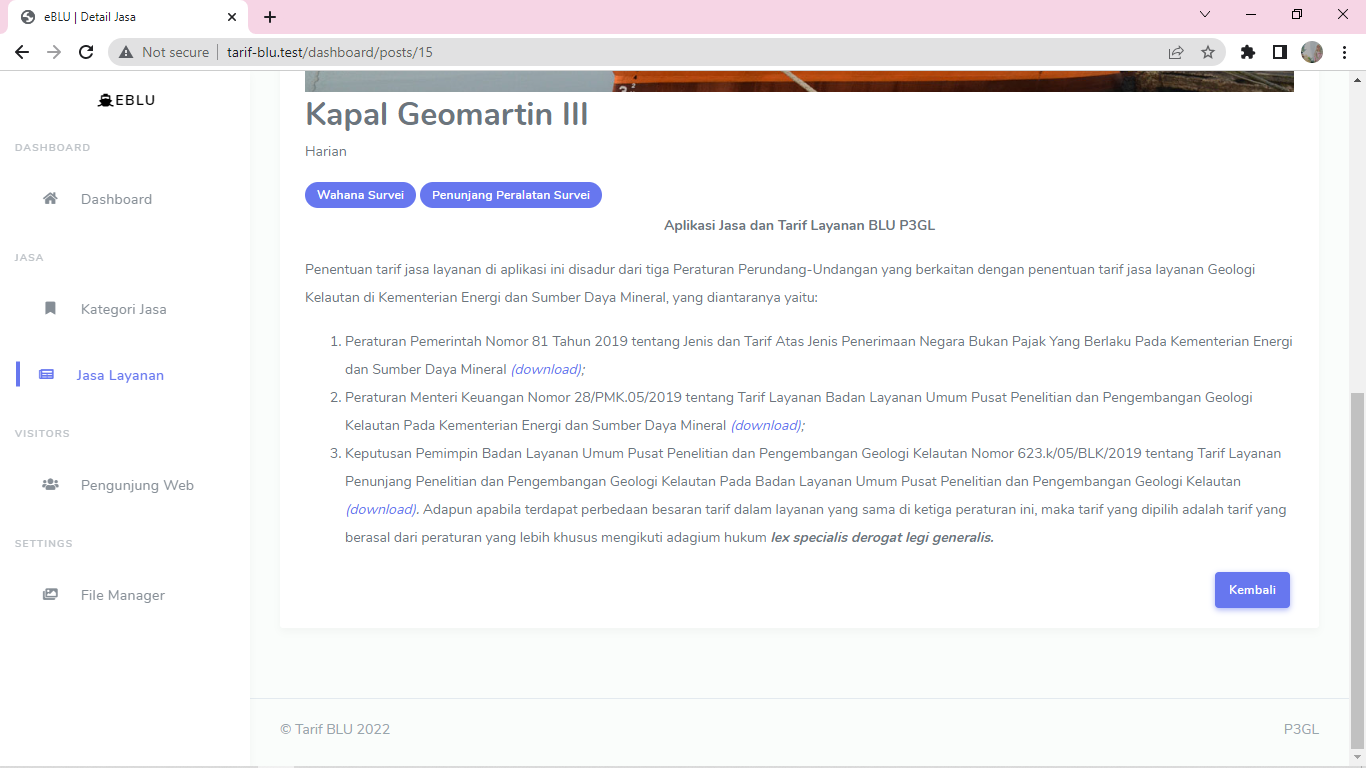 eBLU | Detail Jasa
Not secure
tarif-blu.test/dashboard/posts/15
EBLU
DASHBOARD
Dashboard
JASA
Kategori Jasa
Jasa Layanan
VISITORS
Pengunjung Web
SETTINGS
File Manager
Kapal Geomartin III
Harian
Wahana Survei
Penunjang Peralatan Survei
Aplikasi Jasa dan Tarif Layanan BLU P3GL
Penentuan tarif jasa layanan di aplikasi ini disadur dari tiga Peraturan Perundang-Undangan yang berkaitan dengan penentuan tarif jasa layanan Geologi
Kelautan di Kementerian Energi dan Sumber Daya Mineral, yang diantaranya yaitu:
1. Peraturan Pemerintah Nomor 81 Tahun 2019 tentang Jenis dan Tarif Atas Jenis Penerimaan Negara Bukan Pajak Yang Berlaku Pada Kementerian Energi
dan Sumber Daya Mineral (download);
2. Peraturan Menteri Keuangan Nomor 28/PMK.05/2019 tentang Tarif Layanan Badan Layanan Umum Pusat Penelitian dan Pengembangan Geologi
Kelautan Pada Kementerian Energi dan Sumber Daya Mineral (download);
3. Keputusan Pemimpin Badan Layanan Umum Pusat Penelitian dan Pengembangan Geologi Kelautan Nomor 623.k/05/BLK/2019 tentang Tarif Layanan
Penunjang Penelitian dan Pengembangan Geologi Kelautan Pada Badan Layanan Umum Pusat Penelitian dan Pengembangan Geologi Kelautan
(download). Adapun apabila terdapat perbedaan besaran tarif dalam layanan yang sama di ketiga peraturan ini, maka tarif yang dipilih adalah tarif yang
berasal dari peraturan yang lebih khusus mengikuti adagium hukum lex specialis derogat legi generalis.
Kembali
© Tarif BLU 2022
P3GL